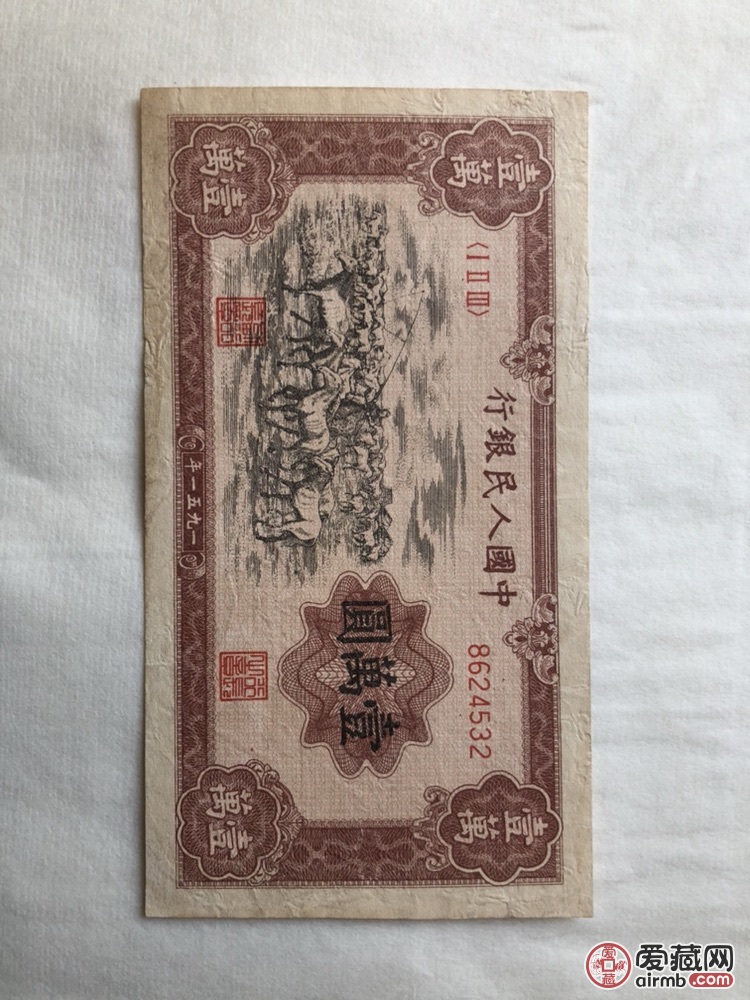 壹萬
壹萬
〈I II III〉
8624532
中國人民銀行
壹萬圓
一九五一年
壹萬
壹萬
爱藏网
airmb.com